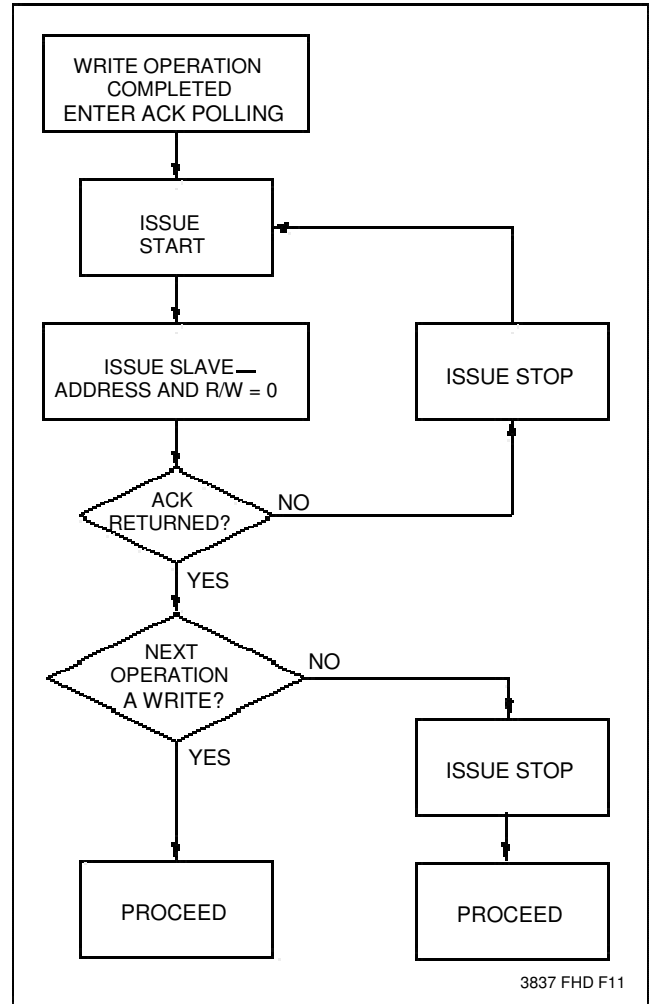 WRITE OPERATION
COMPLETED
ENTER ACK POLLING
ISSUE
START
ISSUE SLAVE
ADDRESS AND R/W = 0
ISSUE STOP
ACK
RETURNED?
NO
YES
NEXT
OPERATION
A WRITE?
NO
YES
ISSUE STOP
PROCEED
PROCEED
3837 FHD F11